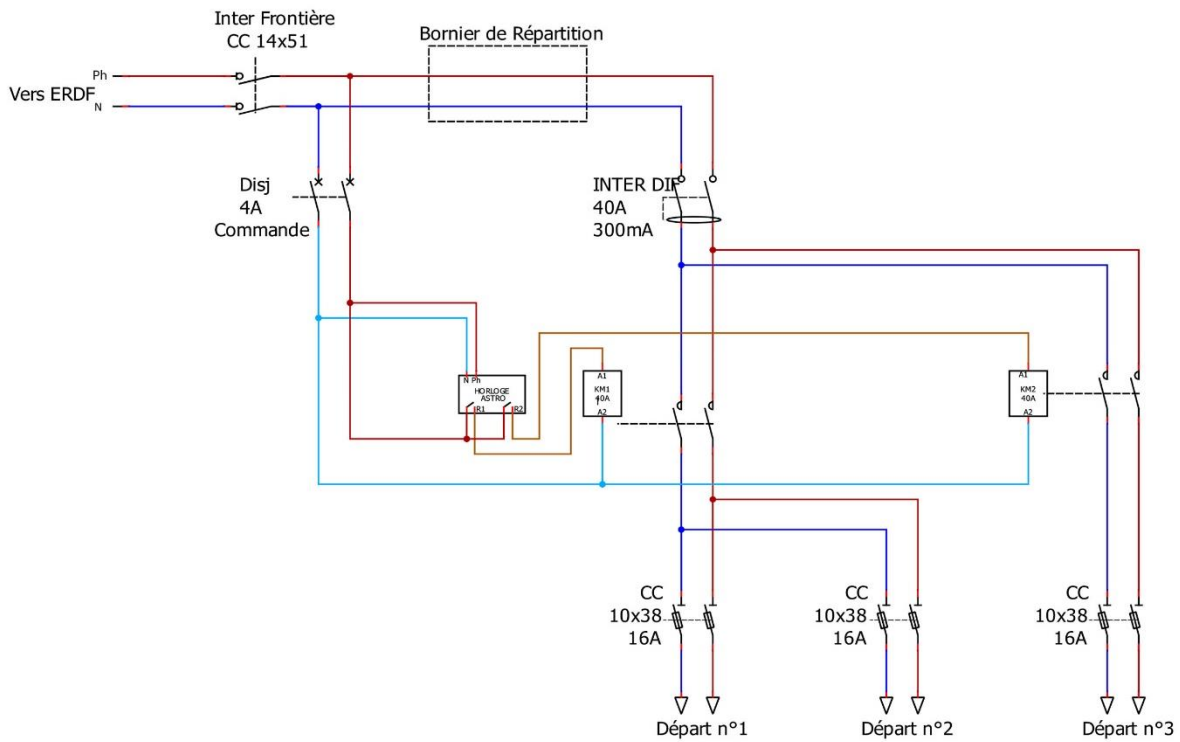 Inter Frontière
CC 14x51
Bornier de Répartition
Ph
Vers ERDF
N
Disj
4A
Commande
INTER DIF
40A
300mA
N Ph
HORLOGE
ASTRO
R1 R2
A1
KM1
40A
A2
A1
KM2
40A
A2
CC
10x38
16A
CC
10x38
16A
CC
10x38
16A
Départ n°1
Départ n°2
Départ n°3